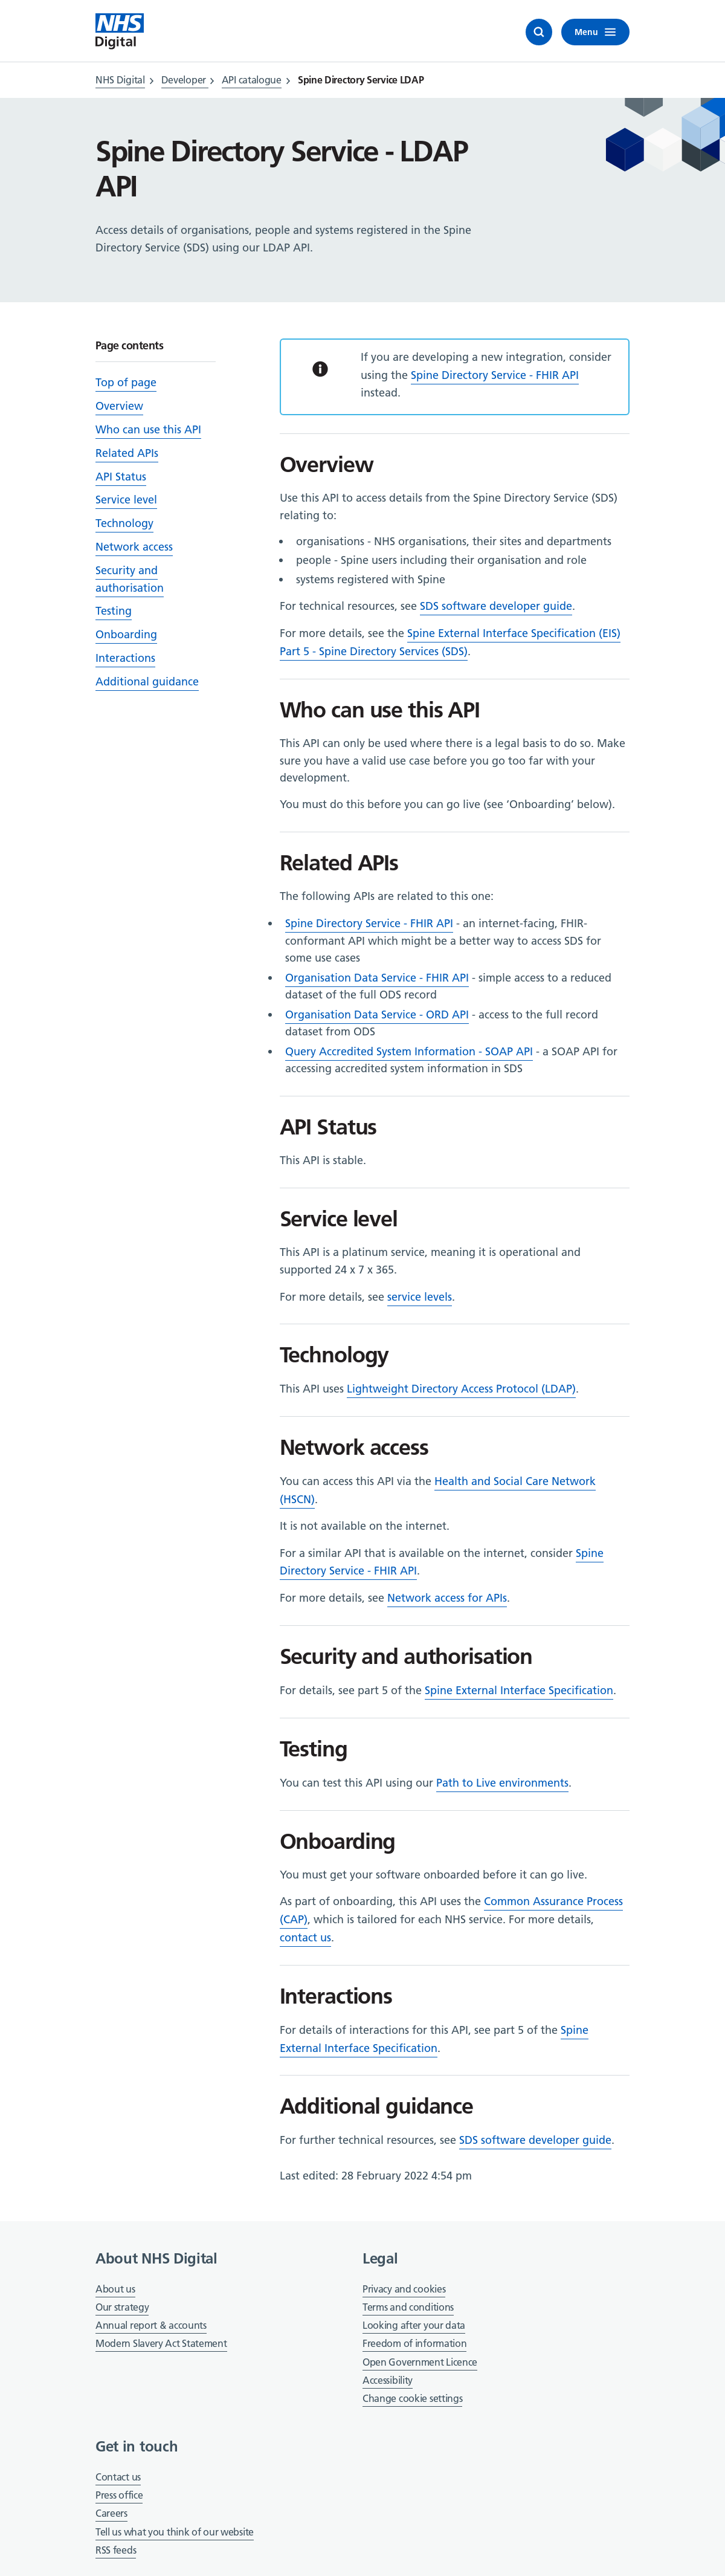 NHS
Digital
Menu
NHS Digital
Developer
API catalogue
Spine Directory Service LDAP
Spine Directory Service - LDAP
API
Access details of organisations, people and systems registered in the Spine
Directory Service (SDS) using our LDAP API.
Page contents
Top of page
Overview
Who can use this API
Related APIs
API Status
Service level
Technology
Network access
Security and
authorisation
Testing
Onboarding
Interactions
Additional guidance
If you are developing a new integration, consider
using the Spine Directory Service - FHIR API
instead.
Overview
Use this API to access details from the Spine Directory Service (SDS)
relating to:
organisations - NHS organisations, their sites and departments
people - Spine users including their organisation and role
systems registered with Spine
For technical resources, see SDS software developer guide.
For more details, see the Spine External Interface Specification (EIS)
Part 5 - Spine Directory Services (SDS).
Who can use this API
This API can only be used where there is a legal basis to do so. Make
sure you have a valid use case before you go too far with your
development.
You must do this before you can go live (see ‘Onboarding’ below).
Related APIs
The following APIs are related to this one:
Spine Directory Service - FHIR API - an internet-facing, FHIR-
conformant API which might be a better way to access SDS for
some use cases
Organisation Data Service - FHIR API - simple access to a reduced
dataset of the full ODS record
Organisation Data Service - ORD API - access to the full record
dataset from ODS
Query Accredited System Information - SOAP API - a SOAP API for
accessing accredited system information in SDS
API Status
This API is stable.
Service level
This API is a platinum service, meaning it is operational and
supported 24 x 7 x 365.
For more details, see service levels.
Technology
This API uses Lightweight Directory Access Protocol (LDAP).
Network access
You can access this API via the Health and Social Care Network
(HSCN).
It is not available on the internet.
For a similar API that is available on the internet, consider Spine
Directory Service - FHIR API.
For more details, see Network access for APIs.
Security and authorisation
For details, see part 5 of the Spine External Interface Specification.
Testing
You can test this API using our Path to Live environments.
Onboarding
You must get your software onboarded before it can go live.
As part of onboarding, this API uses the Common Assurance Process
(CAP), which is tailored for each NHS service. For more details,
contact us.
Interactions
For details of interactions for this API, see part 5 of the Spine
External Interface Specification.
Additional guidance
For further technical resources, see SDS software developer guide.
Last edited: 28 February 2022 4:54 pm
About NHS Digital
About us
Our strategy
Annual report & accounts
Modern Slavery Act Statement
Legal
Privacy and cookies
Terms and conditions
Looking after your data
Freedom of information
Open Government Licence
Accessibility
Change cookie settings
Get in touch
Contact us
Press office
Careers
Tell us what you think of our website
RSS feeds